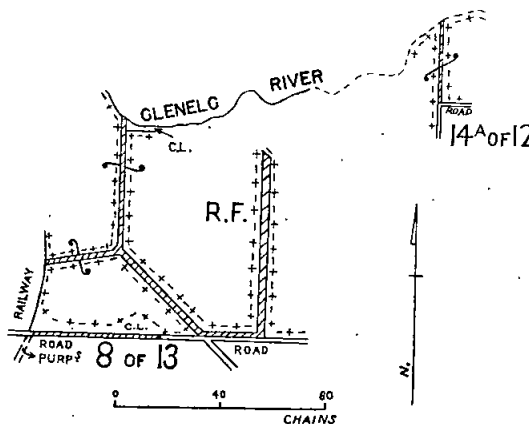 GLENELG RIVER
ROAD
14A OF 12
C.L.
R.F.
RAILWAY
C.L.
ROAD
ROAD
PURPS
8 OF 13
N.
0 40 80
CHAINS